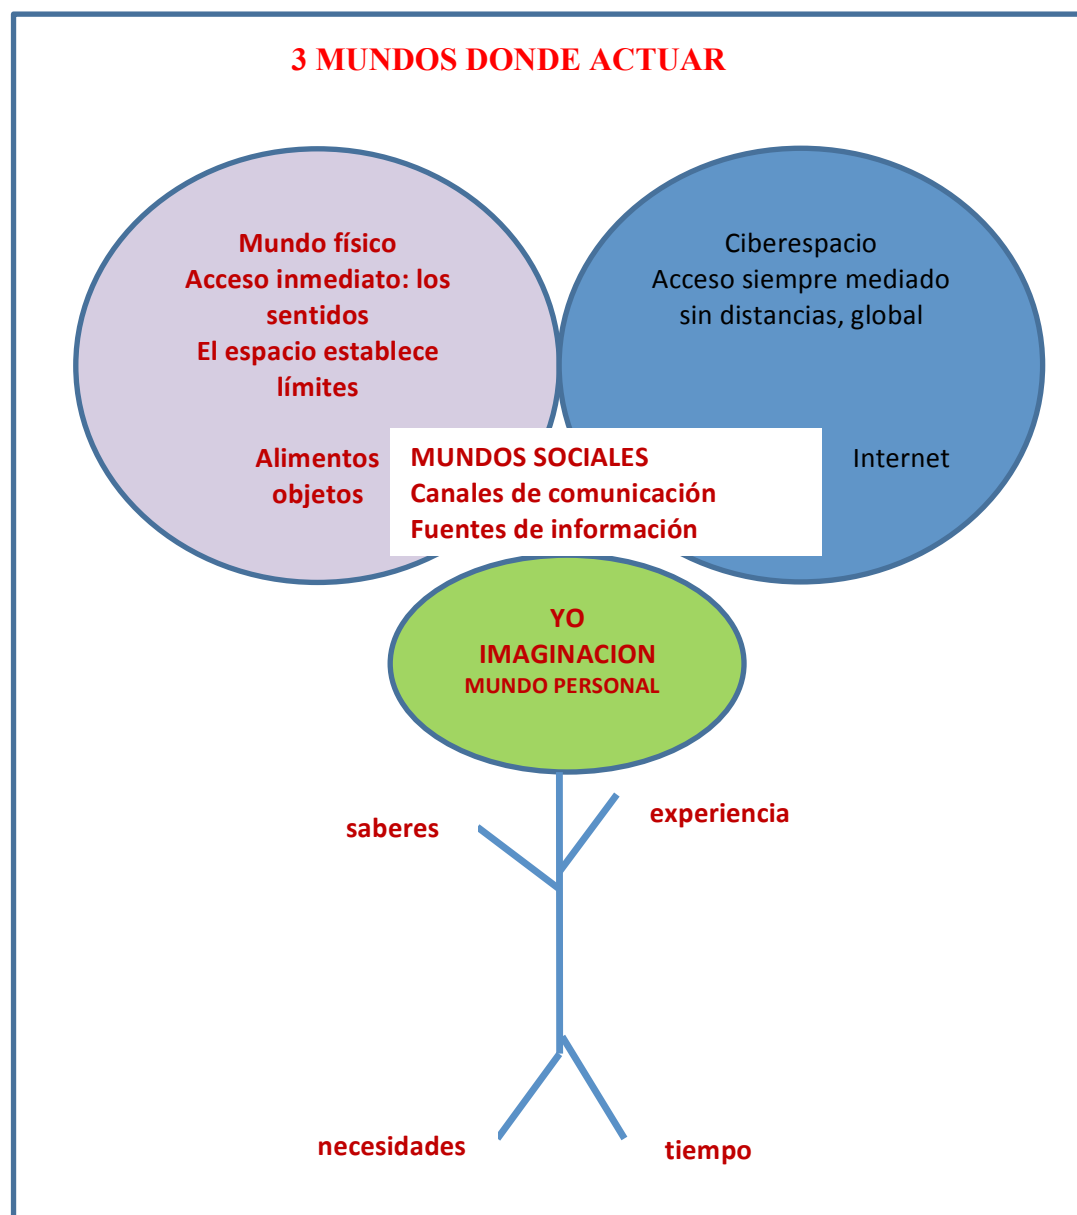 3 MUNDOS DONDE ACTUAR
Mundo físico
Acceso inmediato: los
sentidos
El espacio establece
límites
Alimentos
objetos
Ciberespacio
Acceso siempre mediado
sin distancias, global
Internet
MUNDOS SOCIALES
Canales de comunicación
Fuentes de información
YO
IMAGINACION
MUNDO PERSONAL
saberes
experiencia
necesidades
tiempo